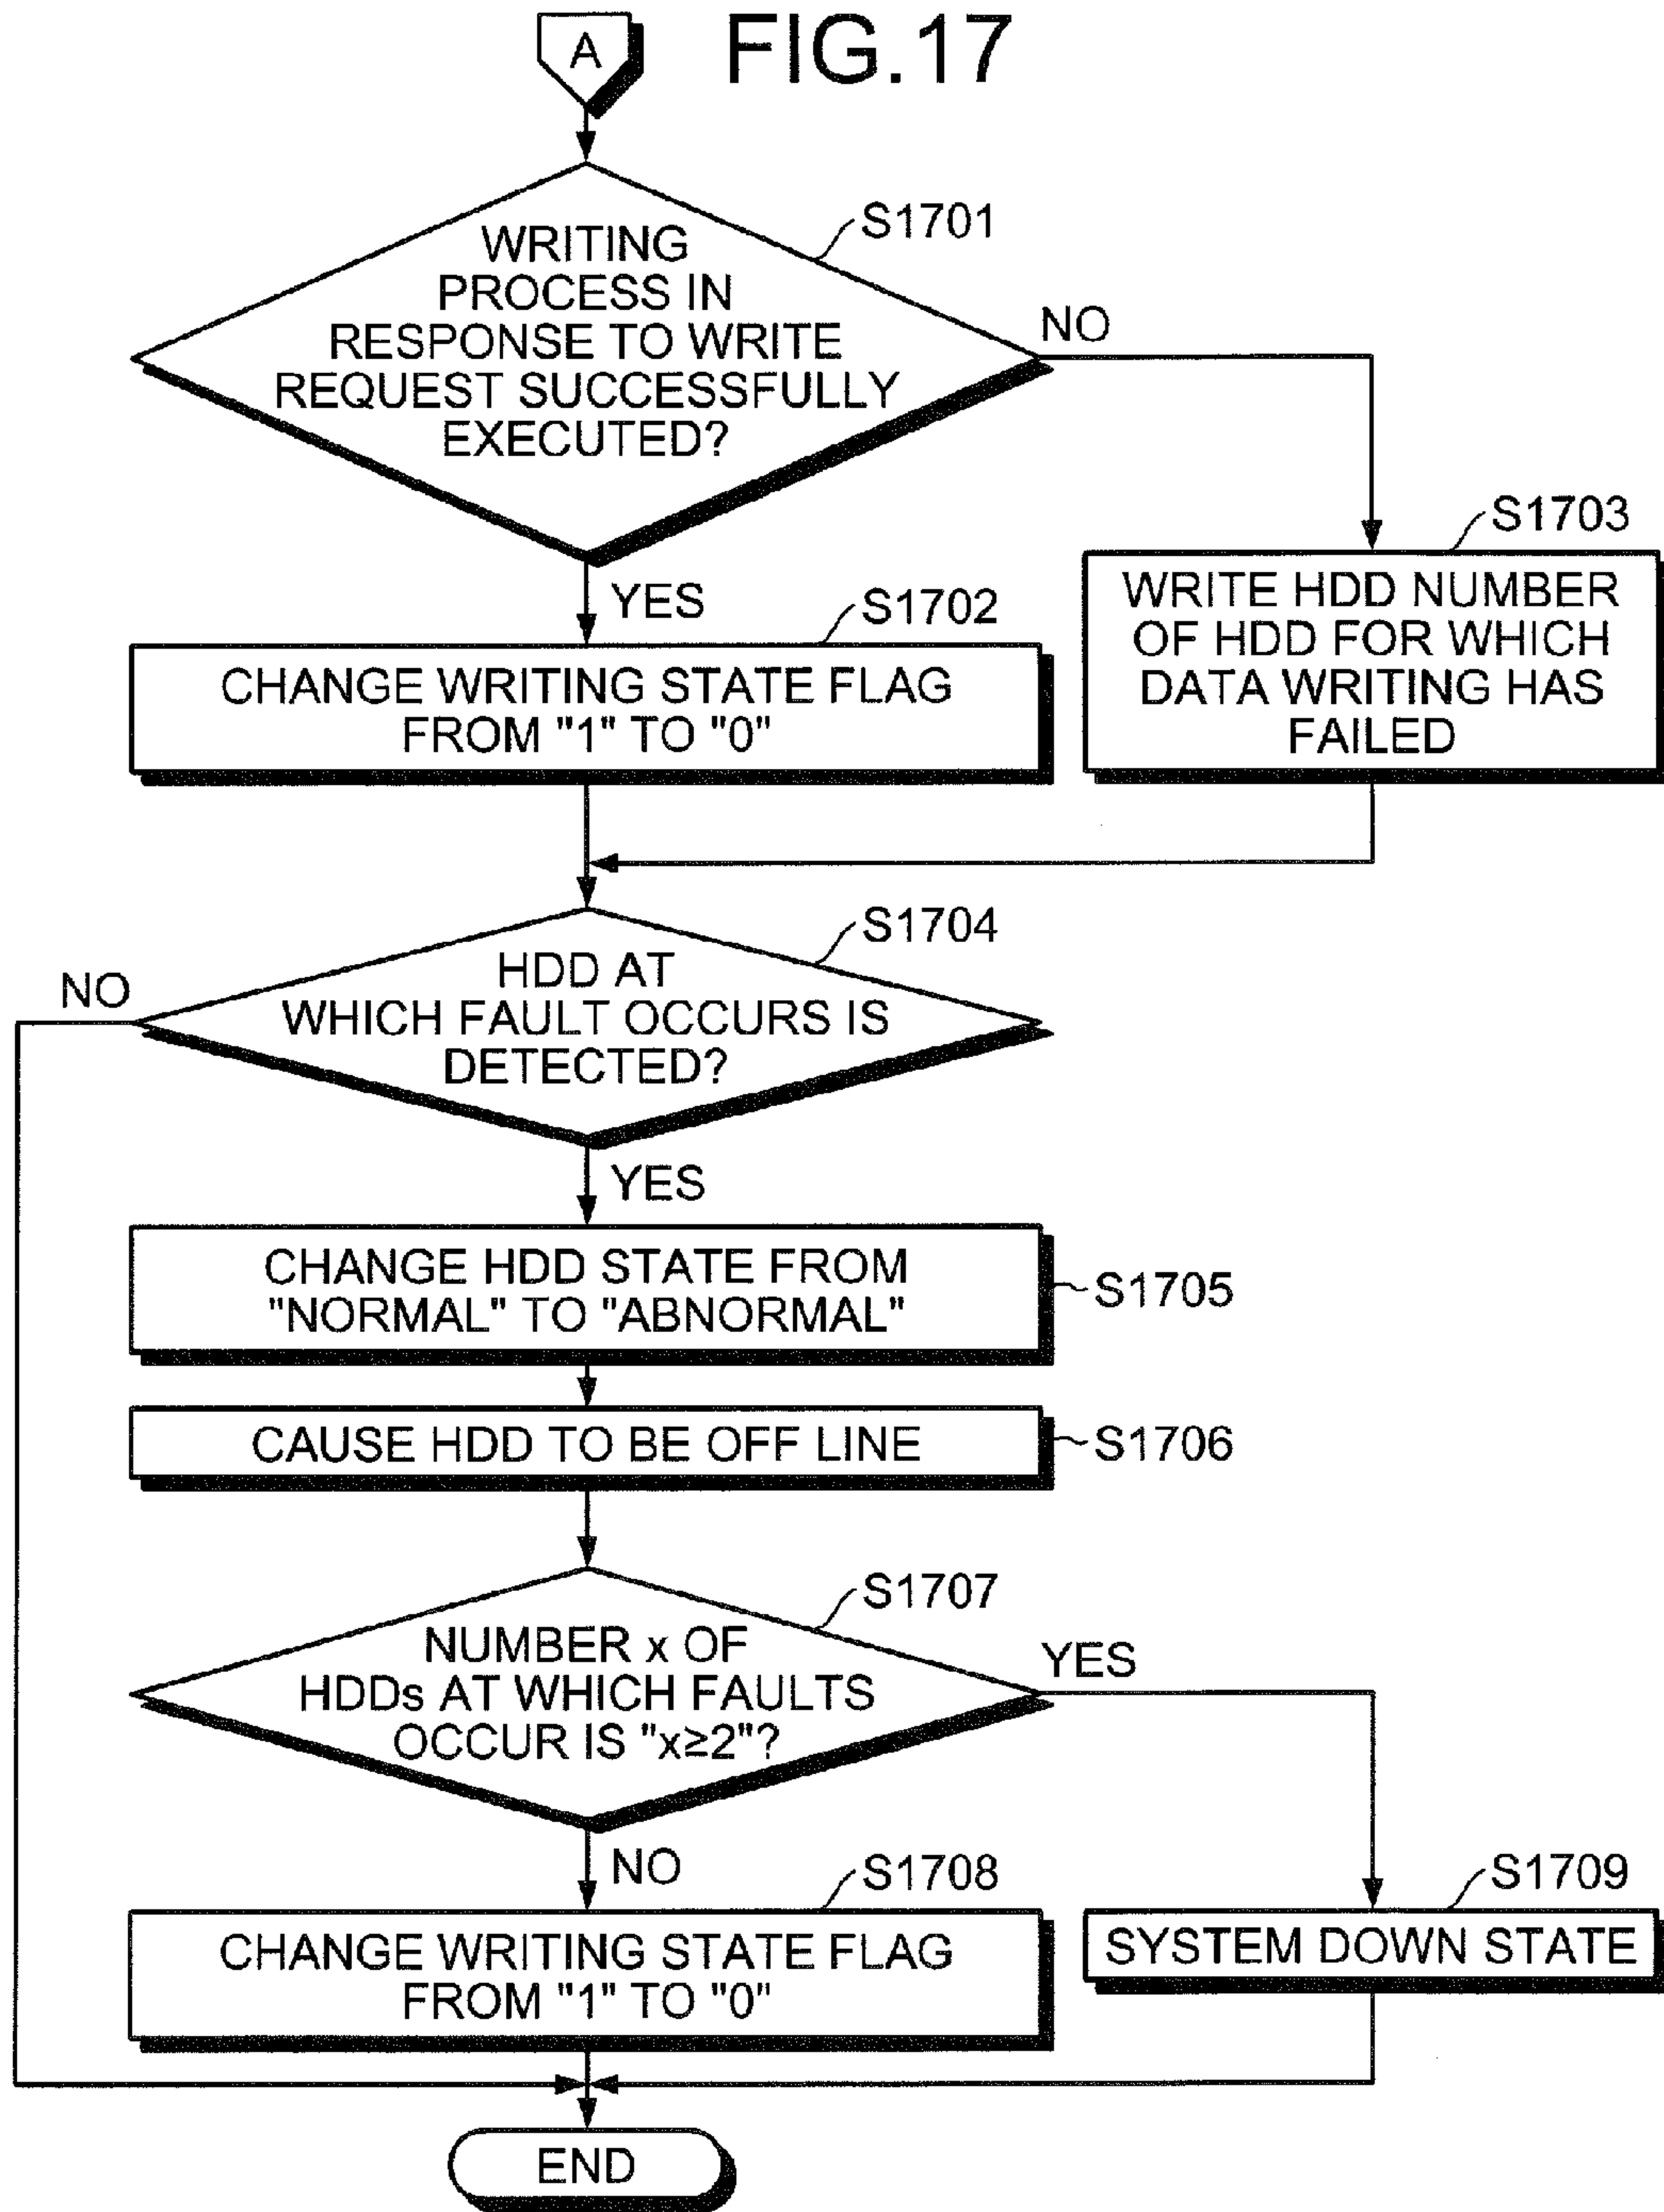 FIG.17
A
S1701
WRITING
PROCESS IN
RESPONSE TO WRITE
REQUEST SUCCESSFULLY
EXECUTED?
NO
YES
S1703
WRITE HDD NUMBER
OF HDD FOR WHICH
DATA WRITING HAS
FAILED
S1702
CHANGE WRITING STATE FLAG
FROM "1" TO "0"
S1704
HDD AT
WHICH FAULT OCCURS IS
DETECTED?
NO
YES
CHANGE HDD STATE FROM
"NORMAL" TO "ABNORMAL"
S1705
CAUSE HDD TO BE OFF LINE
S1706
S1707
NUMBER x OF
HDDs AT WHICH FAULTS
OCCUR IS "x≥2"?
YES
NO
S1708
CHANGE WRITING STATE FLAG
FROM "1" TO "0"
S1709
SYSTEM DOWN STATE
END